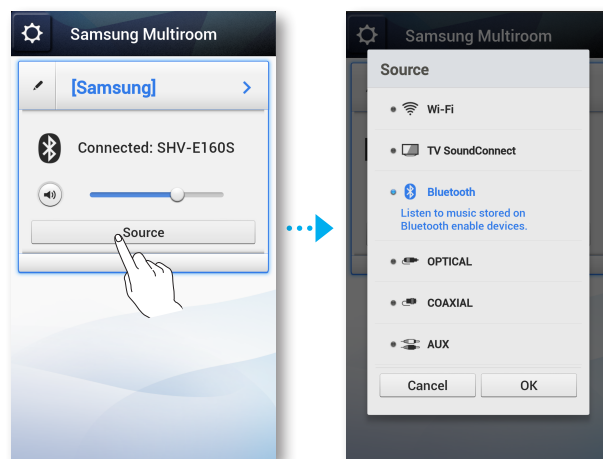 Samsung Multiroom
[Samsung]
Connected: SHV-E160S
Source
Samsung Multiroom
Source
Wi-Fi
TV SoundConnect
Bluetooth
Listen to music stored on
Bluetooth enable devices.
OPTICAL
COAXIAL
AUX
Cancel
OK